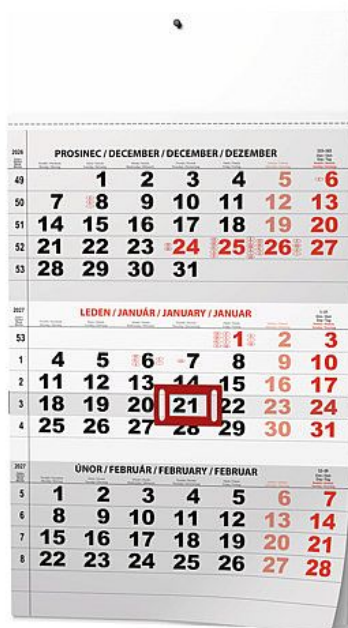 2026 PROSINEC / DECEMBER / DECEMBER / DEZEMBER
49 1 2 3 4 5 6
50 7 8 9 10 11 12 13
51 14 15 16 17 18 19 20
52 21 22 23 24 25 26 27
53 28 29 30 31
2027 LEDEN / JANUÁR / JANUARY / JANUAR
53 1 2 3
1 4 5 6 7 8 9 10
2 11 12 13 14 15 16 17
3 18 19 20 21 22 23 24
4 25 26 27 28 29 30 31
2027 ÚNOR / FEBRUÁR / FEBRUARY / FEBRUAR
5 1 2 3 4 5 6 7
6 8 9 10 11 12 13 14
7 15 16 17 18 19 20 21
8 22 23 24 25 26 27 28